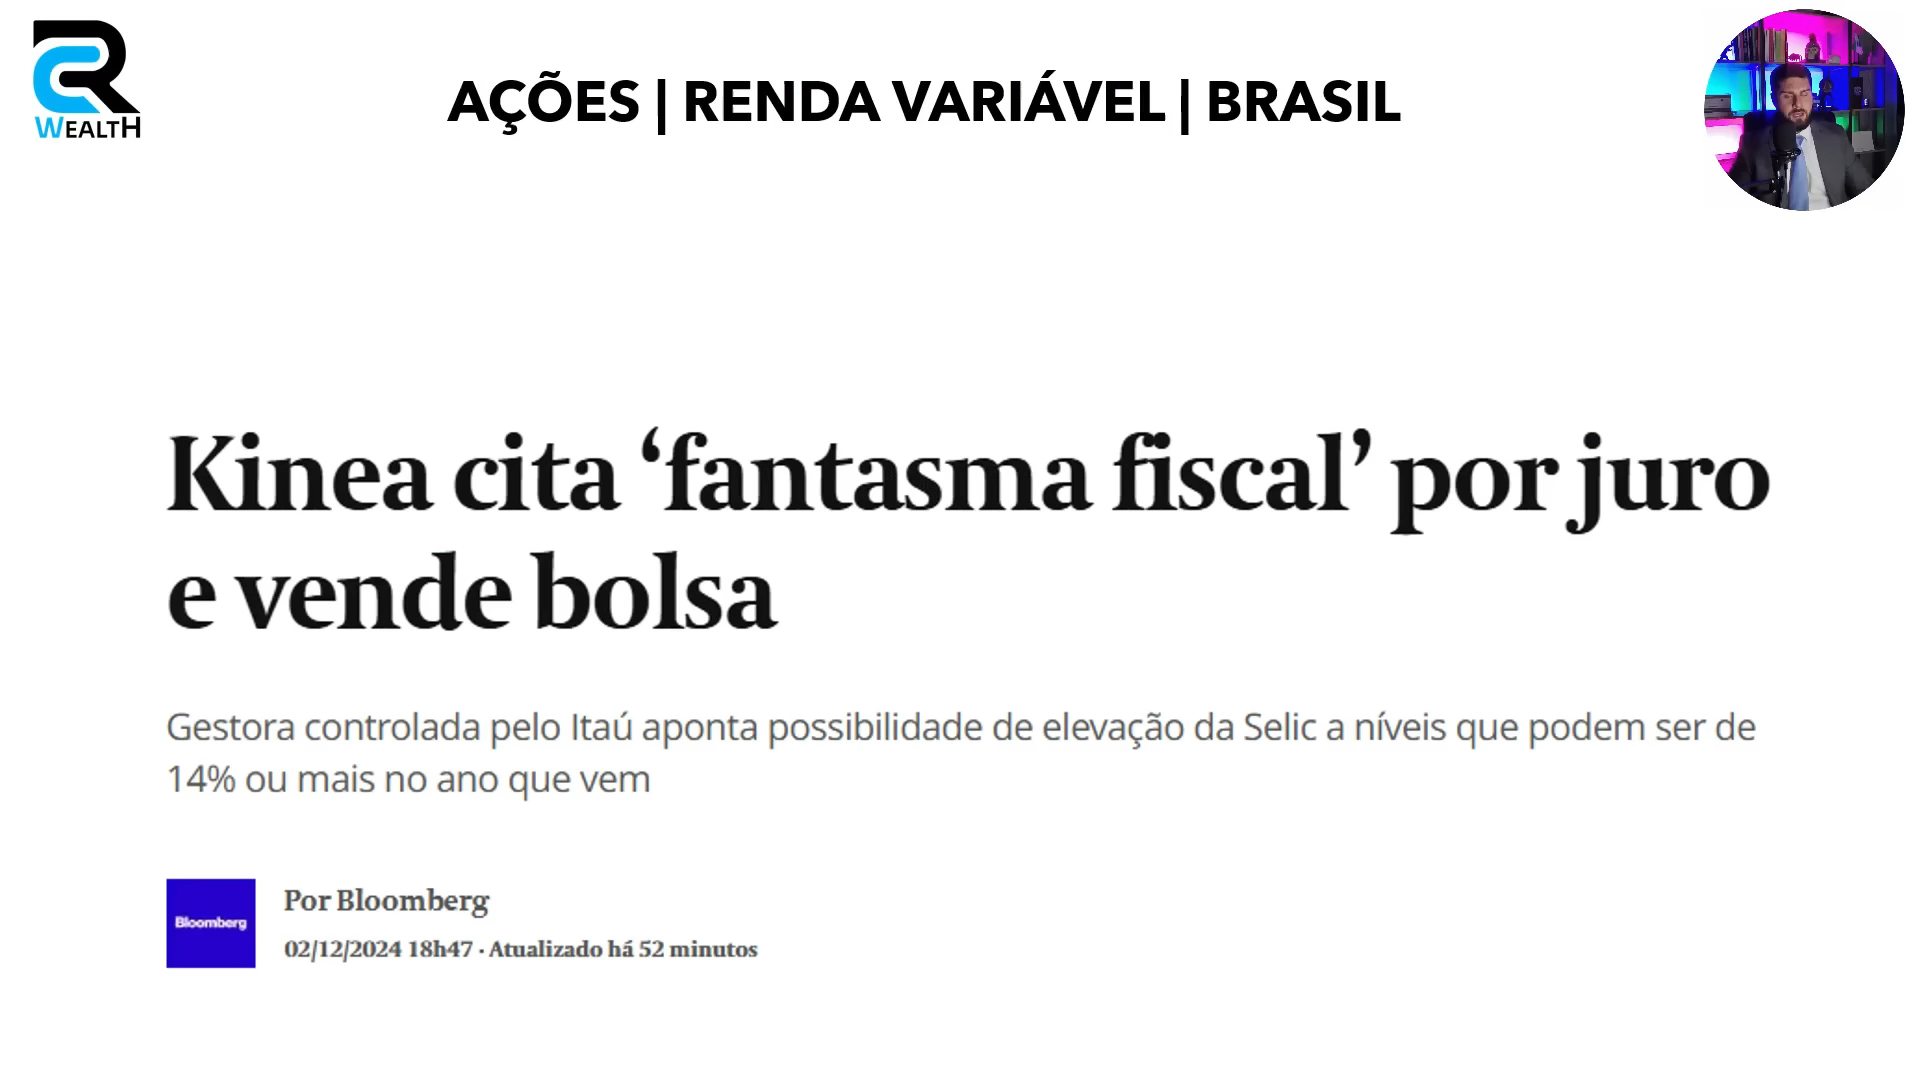 WEALTH
AÇÕES | RENDA VARIÁVEL | BRASIL
Kinea cita ‘fantasma fiscal’ por juro
e vende bolsa
Gestora controlada pelo Itaú aponta possibilidade de elevação da Selic a níveis que podem ser de
14% ou mais no ano que vem
Bloomberg
Por Bloomberg
02/12/2024 18h47 · Atualizado há 52 minutos